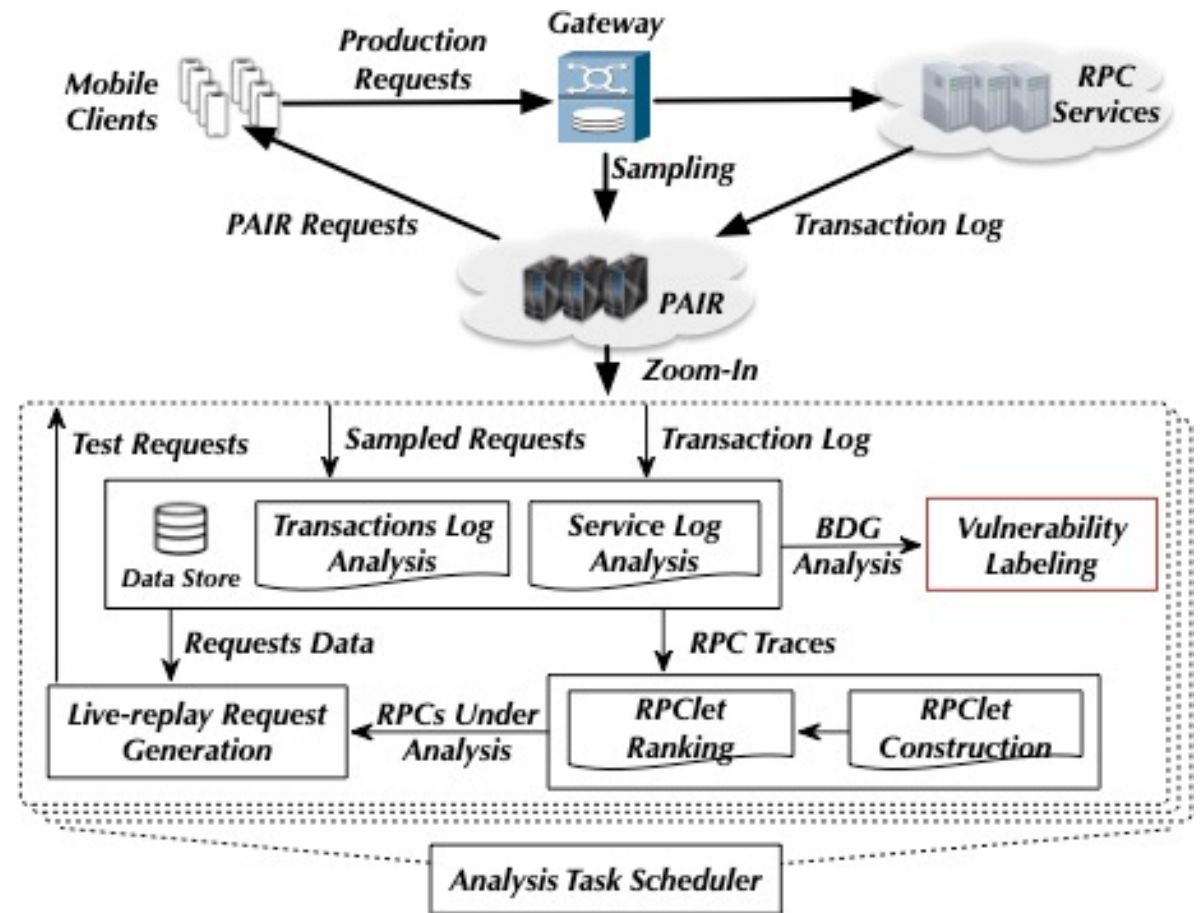 Gateway
Production
Requests
Mobile
Clients
RPC
Services
Sampling
PAIR Requests
Transaction Log
PAIR
Zoom-In
Test Requests
Sampled Requests
Transaction Log
Data Store
Transactions Log
Analysis
Service Log
Analysis
BDG
Analysis
Vulnerability
Labeling
Requests Data
RPC Traces
Live-replay Request
Generation
RPCs Under
Analysis
RPClet
Ranking
RPClet
Construction
Analysis Task Scheduler